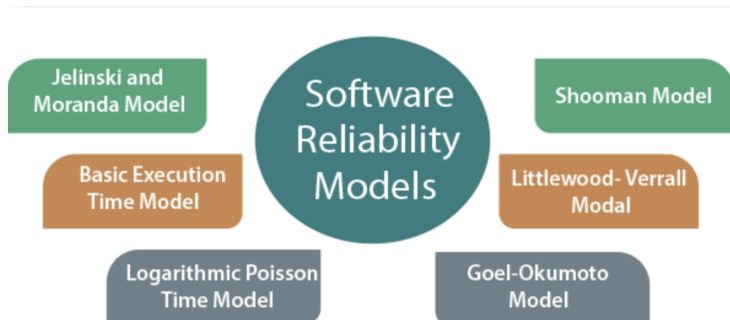 Jelinski and
Moranda Model
Software
Reliability
Models
Shooman Model
Basic Execution
Time Model
Littlewood- Verrall
Modal
Logarithmic Poisson
Time Model
Goel-Okumoto
Model